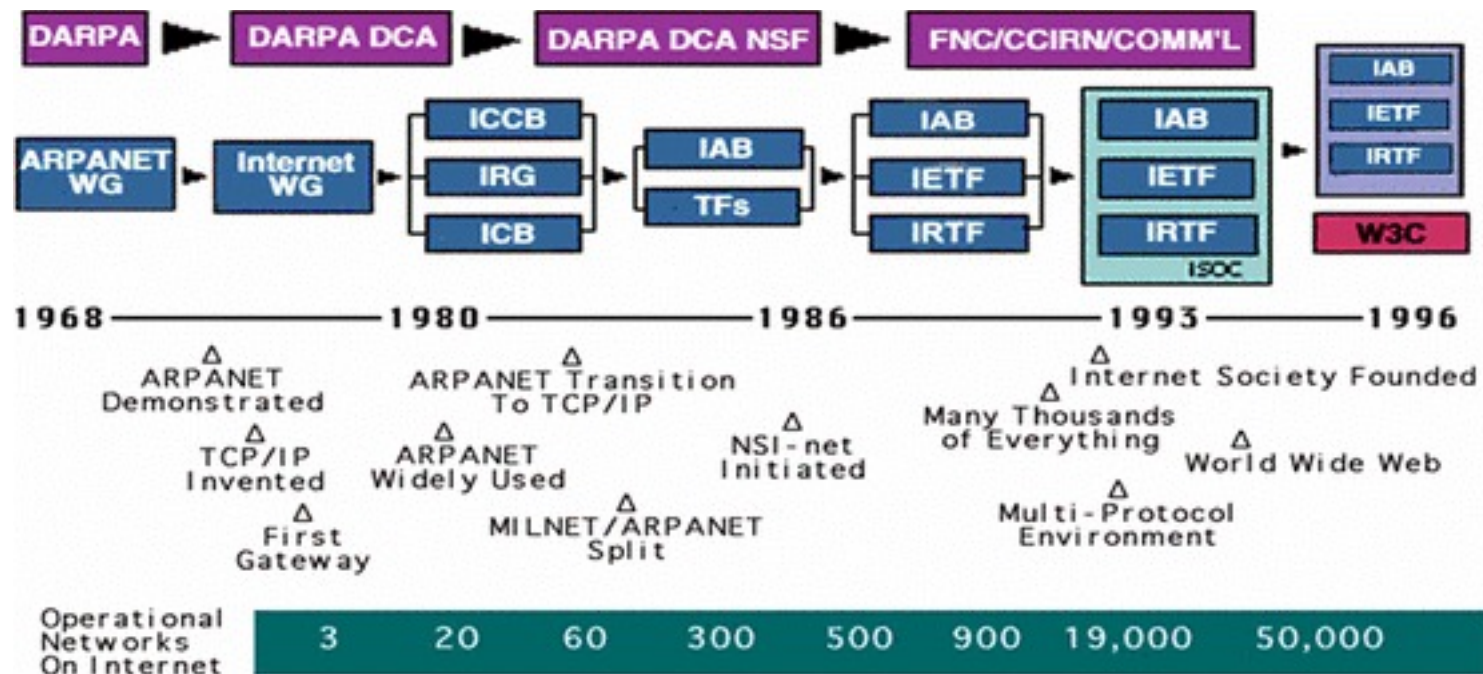 DARPA DARPA DCA DARPA DCA NSF FNC/CCIRN/COMM'L
ARPANET
WG
Internet
WG
ICCB
IRG
ICB
IAB
TFs
IAB
IETF
IRTF
IAB
IETF
IRTF
ISOC
IAB
IETF
IRTF
W3C
1968 1980 1986 1993 1996
ARPANET
Demonstrated
TCP/IP
Invented
First
Gateway
ARPANET
Widely Used
ARPANET Transition
To TCP/IP
MILNET/ARPANET
Split
NSI-net
Initiated
Internet Society Founded
Many Thousands
of Everything
World Wide Web
Multi-Protocol
Environment
Operational
Networks
On Internet
3 20 60 300 500 900 19,000 50,000